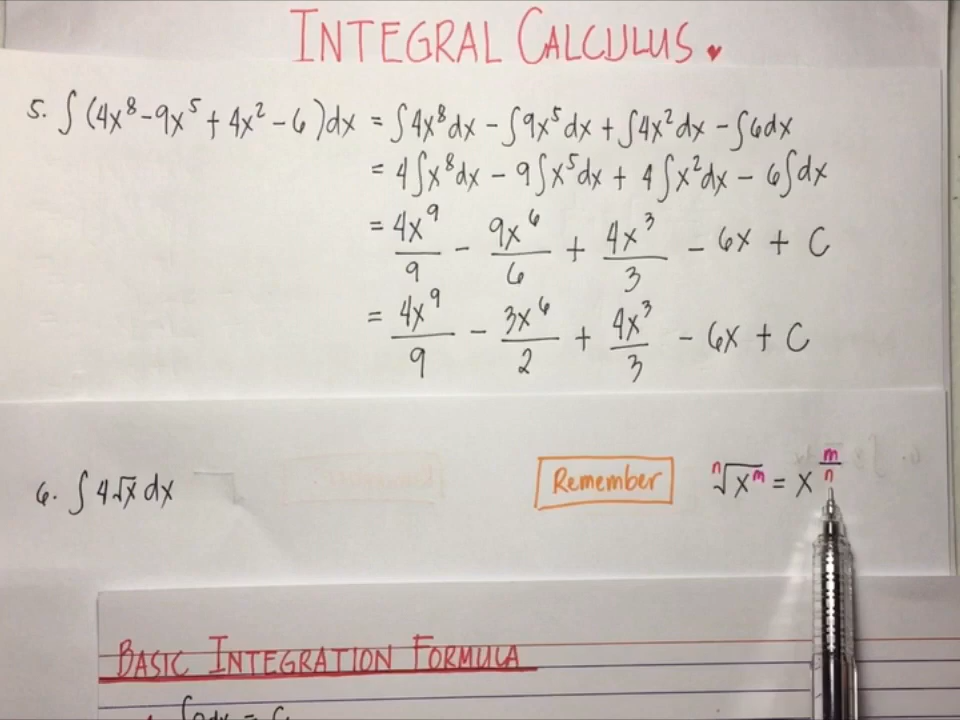 INTEGRAL CALCULUS.
5. ∫(4x⁸-9x⁵+4x²-6)dx = ∫4x⁸dx - ∫9x⁵dx + ∫4x²dx - ∫6dx
= 4∫x⁸dx - 9∫x⁵dx + 4∫x²dx - 6∫dx
= 4x⁹/9 - 9x⁶/6 + 4x³/3 - 6x + C
= 4x⁹/9 - 3x⁶/2 + 4x³/3 - 6x + C
6. ∫4√x dx
Remember ⁿ√xᵐ = x^(m/n)
BASIC INTEGRATION FORMULA